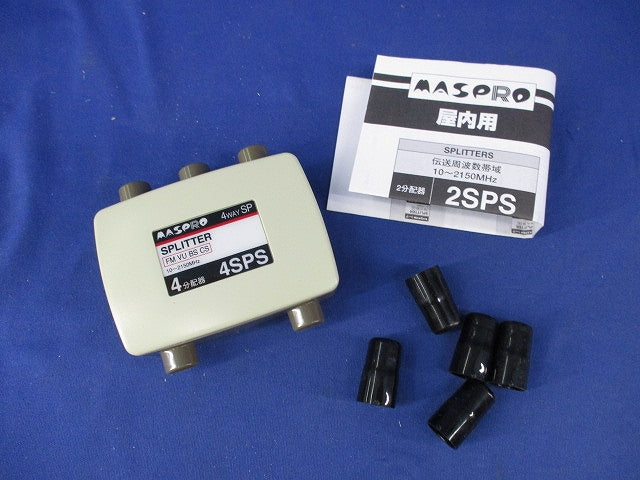 MASPRO
屋内用
SPLITTERS
伝送周波数帯域
10～2150MHz
2分配器
2SPS
MASPRO
4WAY SP
SPLITTER
FM VU BS CS
10～2150MHz
4分配器
4SPS